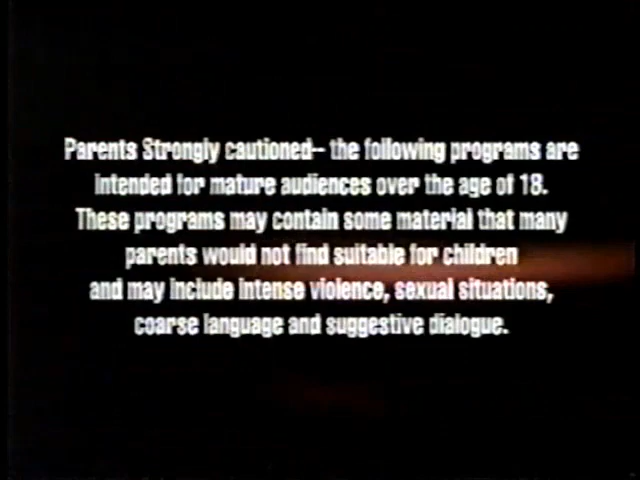 Parents Strongly cautioned-- the following programs are
intended for mature audiences over the age of 18.
These programs may contain some material that many
parents would not find suitable for children
and may include intense violence, sexual situations,
coarse language and suggestive dialogue.